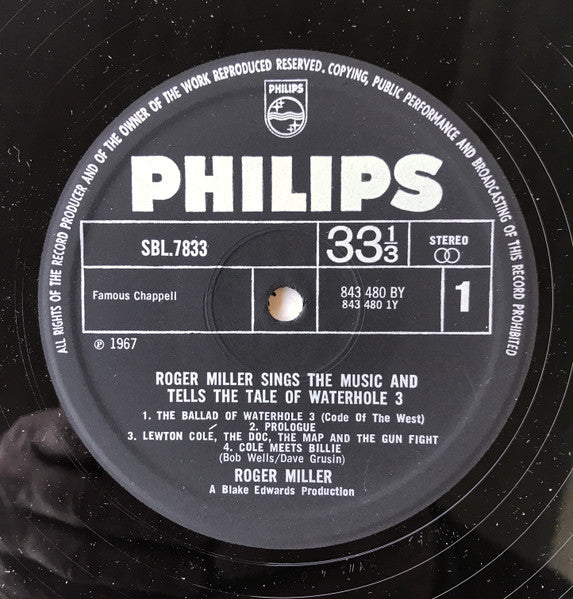 ALL RIGHTS OF THE RECORD PRODUCER AND OF THE OWNER OF THE WORK REPRODUCED RESERVED. COPYING, PUBLIC PERFORMANCE AND BROADCASTING OF THIS RECORD PROHIBITED
PHILIPS
PHILIPS
SBL.7833
33⅓
STEREO
Famous Chappell
843 480 BY
843 480 1Y
1
℗ 1967
ROGER MILLER SINGS THE MUSIC AND
TELLS THE TALE OF WATERHOLE 3
1. THE BALLAD OF WATERHOLE 3 (Code Of The West)
2. PROLOGUE
3. LEWTON COLE, THE DOC, THE MAP AND THE GUN FIGHT
4. COLE MEETS BILLIE
(Bob Wells/Dave Grusin)
ROGER MILLER
A Blake Edwards Production